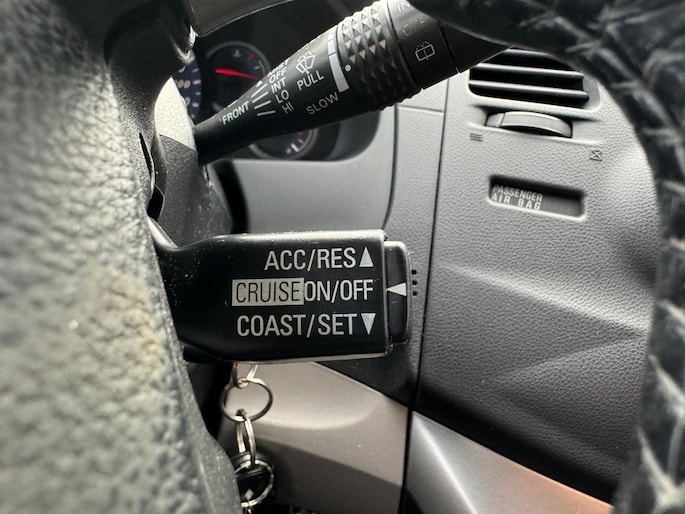 OFF
INT
LO
HI
FRONT
PULL
SLOW
PASSENGER
AIR BAG
ACC/RES▲
CRUISE ON/OFF ◀
COAST/SET▼